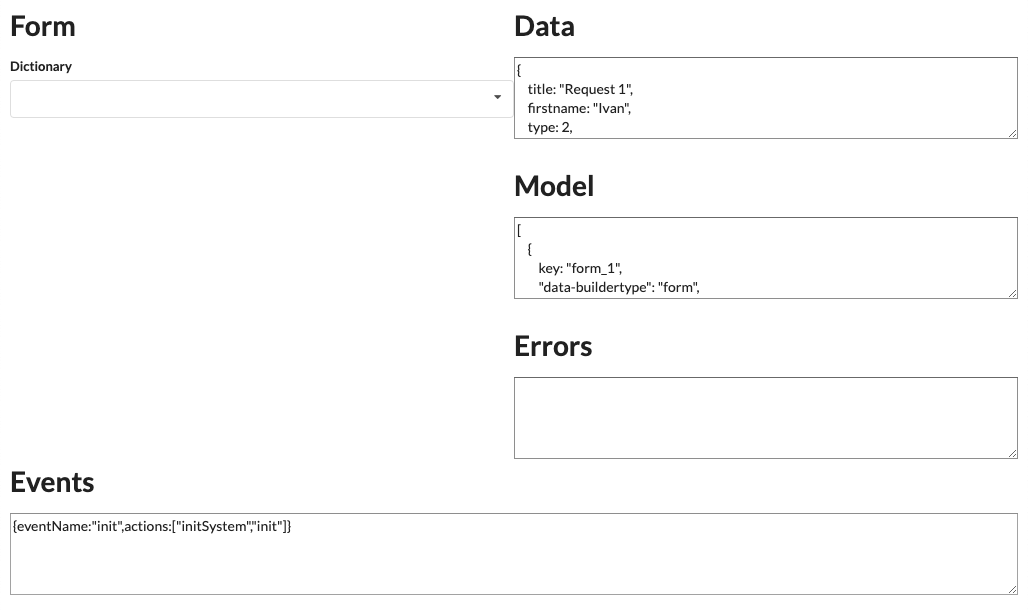 Form
Dictionary
Data
{
title: "Request 1",
firstname: "Ivan",
type: 2,
Model
[
{
key: "form_1",
"data-buildertype": "form",
Errors
Events
{eventName:"init",actions:["initSystem","init"]}